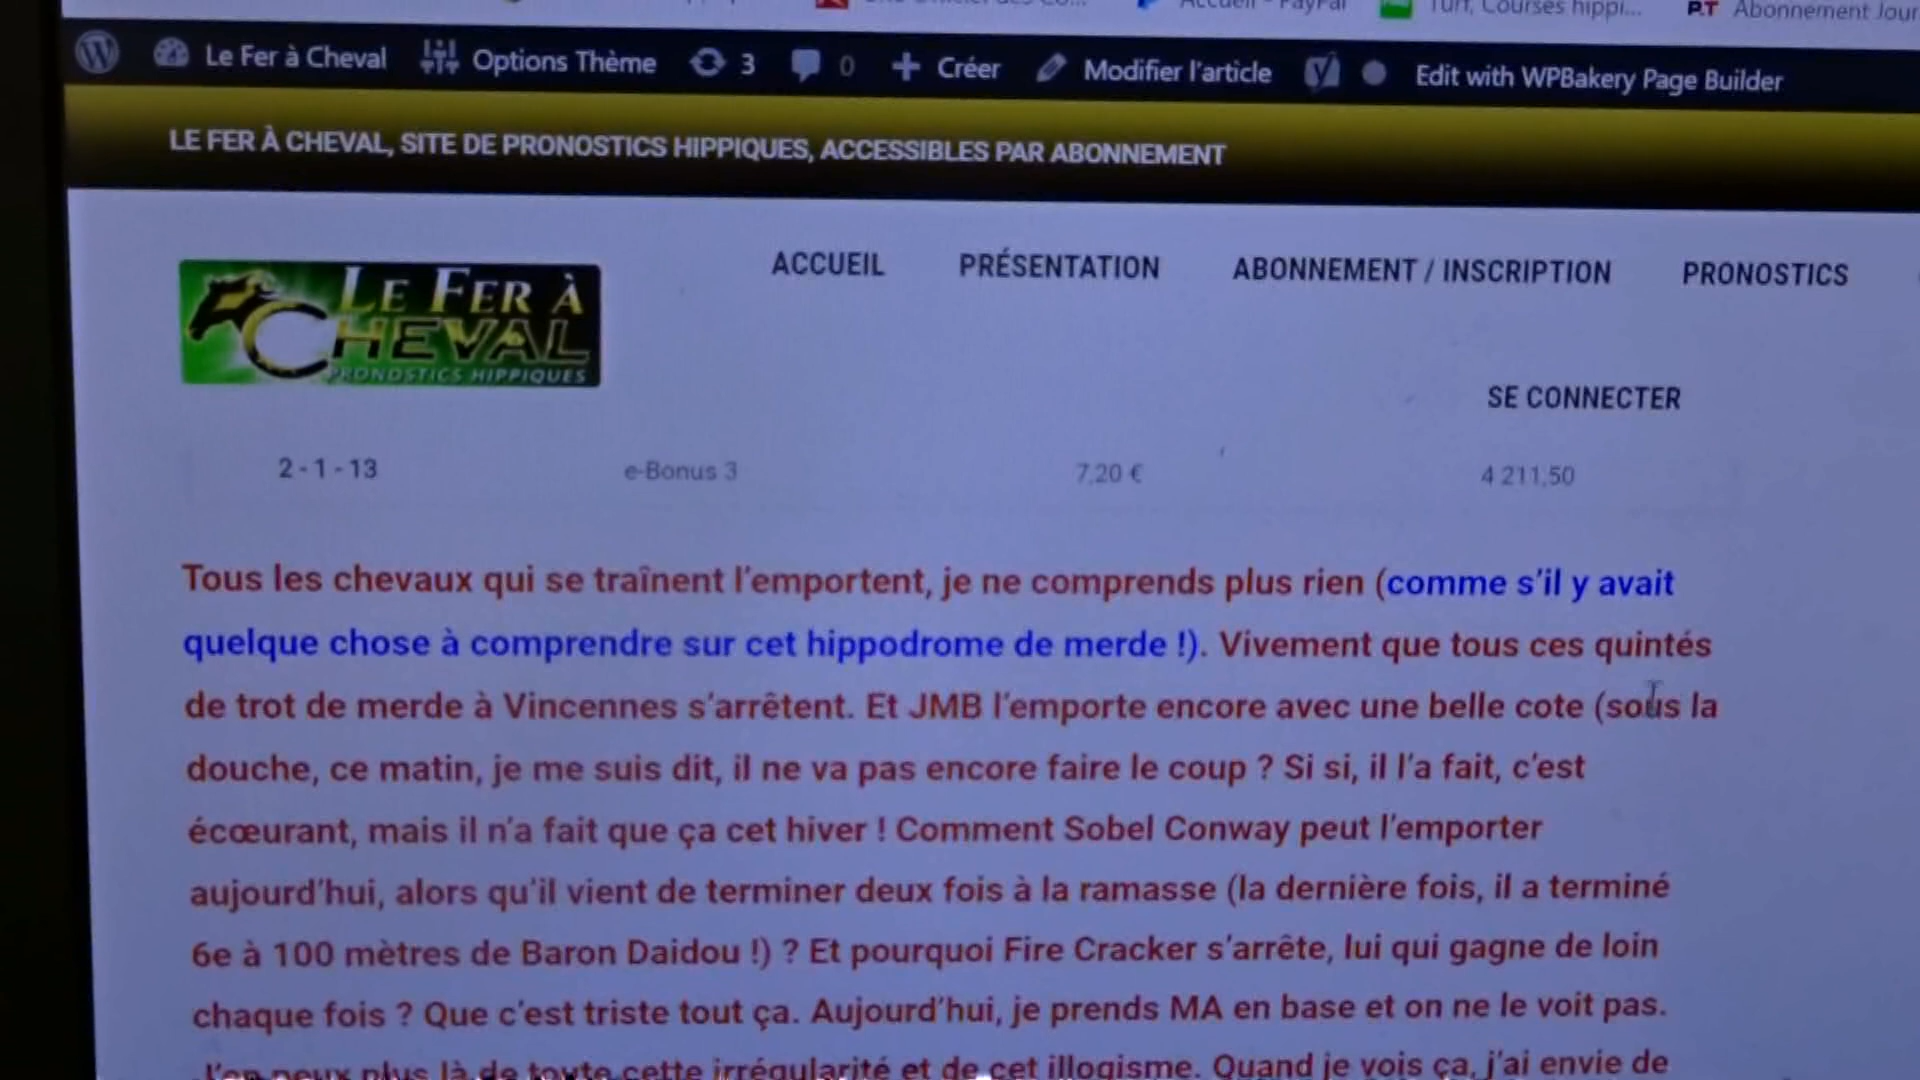 Accueil - PayPal Turf, Courses hippi... PT Abonnement Jour
Le Fer à Cheval Options Thème 3 0 Créer Modifier l'article Edit with WPBakery Page Builder
LE FER À CHEVAL, SITE DE PRONOSTICS HIPPIQUES, ACCESSIBLES PAR ABONNEMENT
LE FER À
CHEVAL
PRONOSTICS HIPPIQUES
ACCUEIL PRÉSENTATION ABONNEMENT / INSCRIPTION PRONOSTICS
SE CONNECTER
2 - 1 - 13 e-Bonus 3 7,20 € 4 211,50
Tous les chevaux qui se traînent l'emportent, je ne comprends plus rien (comme s'il y avait
quelque chose à comprendre sur cet hippodrome de merde !). Vivement que tous ces quintés
de trot de merde à Vincennes s'arrêtent. Et JMB l'emporte encore avec une belle cote (sous la
douche, ce matin, je me suis dit, il ne va pas encore faire le coup ? Si si, il l'a fait, c'est
écœurant, mais il n'a fait que ça cet hiver ! Comment Sobel Conway peut l'emporter
aujourd'hui, alors qu'il vient de terminer deux fois à la ramasse (la dernière fois, il a terminé
6e à 100 mètres de Baron Daidou !) ? Et pourquoi Fire Cracker s'arrête, lui qui gagne de loin
chaque fois ? Que c'est triste tout ça. Aujourd'hui, je prends MA en base et on ne le voit pas.
J'en peux plus là de toute cette irrégularité et de cet illogisme. Quand je vois ça, j'ai envie de